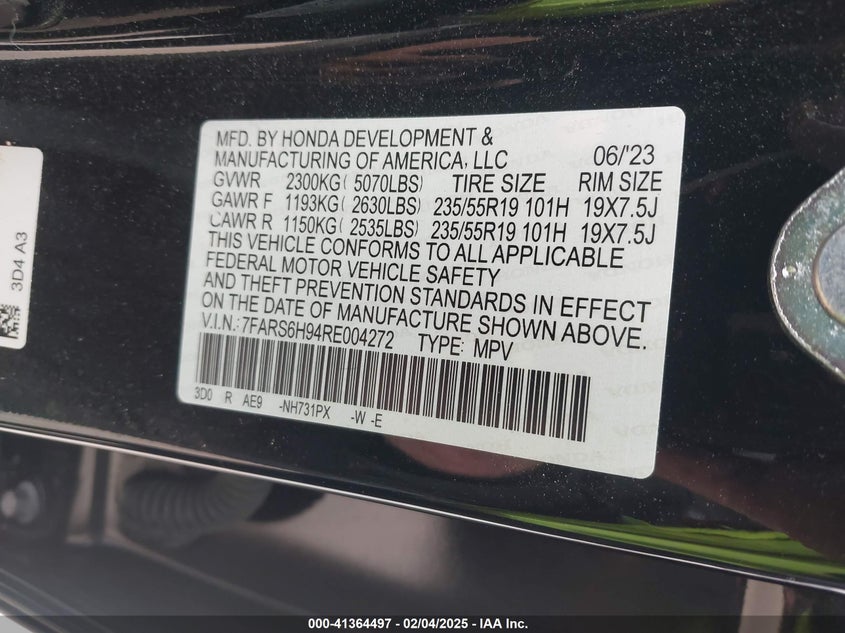 MFD. BY HONDA DEVELOPMENT &
MANUFACTURING OF AMERICA, LLC 06/'23
GVWR 2300KG( 5070LBS) TIRE SIZE RIM SIZE
GAWR F 1193KG( 2630LBS) 235/55R19 101H 19X7.5J
GAWR R 1150KG( 2535LBS) 235/55R19 101H 19X7.5J
THIS VEHICLE CONFORMS TO ALL APPLICABLE
FEDERAL MOTOR VEHICLE SAFETY
AND THEFT PREVENTION STANDARDS IN EFFECT
ON THE DATE OF MANUFACTURE SHOWN ABOVE.
V.I.N.: 7FARS6H94RE004272 TYPE: MPV
3D0 R AE9 -NH731PX -W -E
3D4 A3
000-41364497 - 02/04/2025 - IAA Inc.